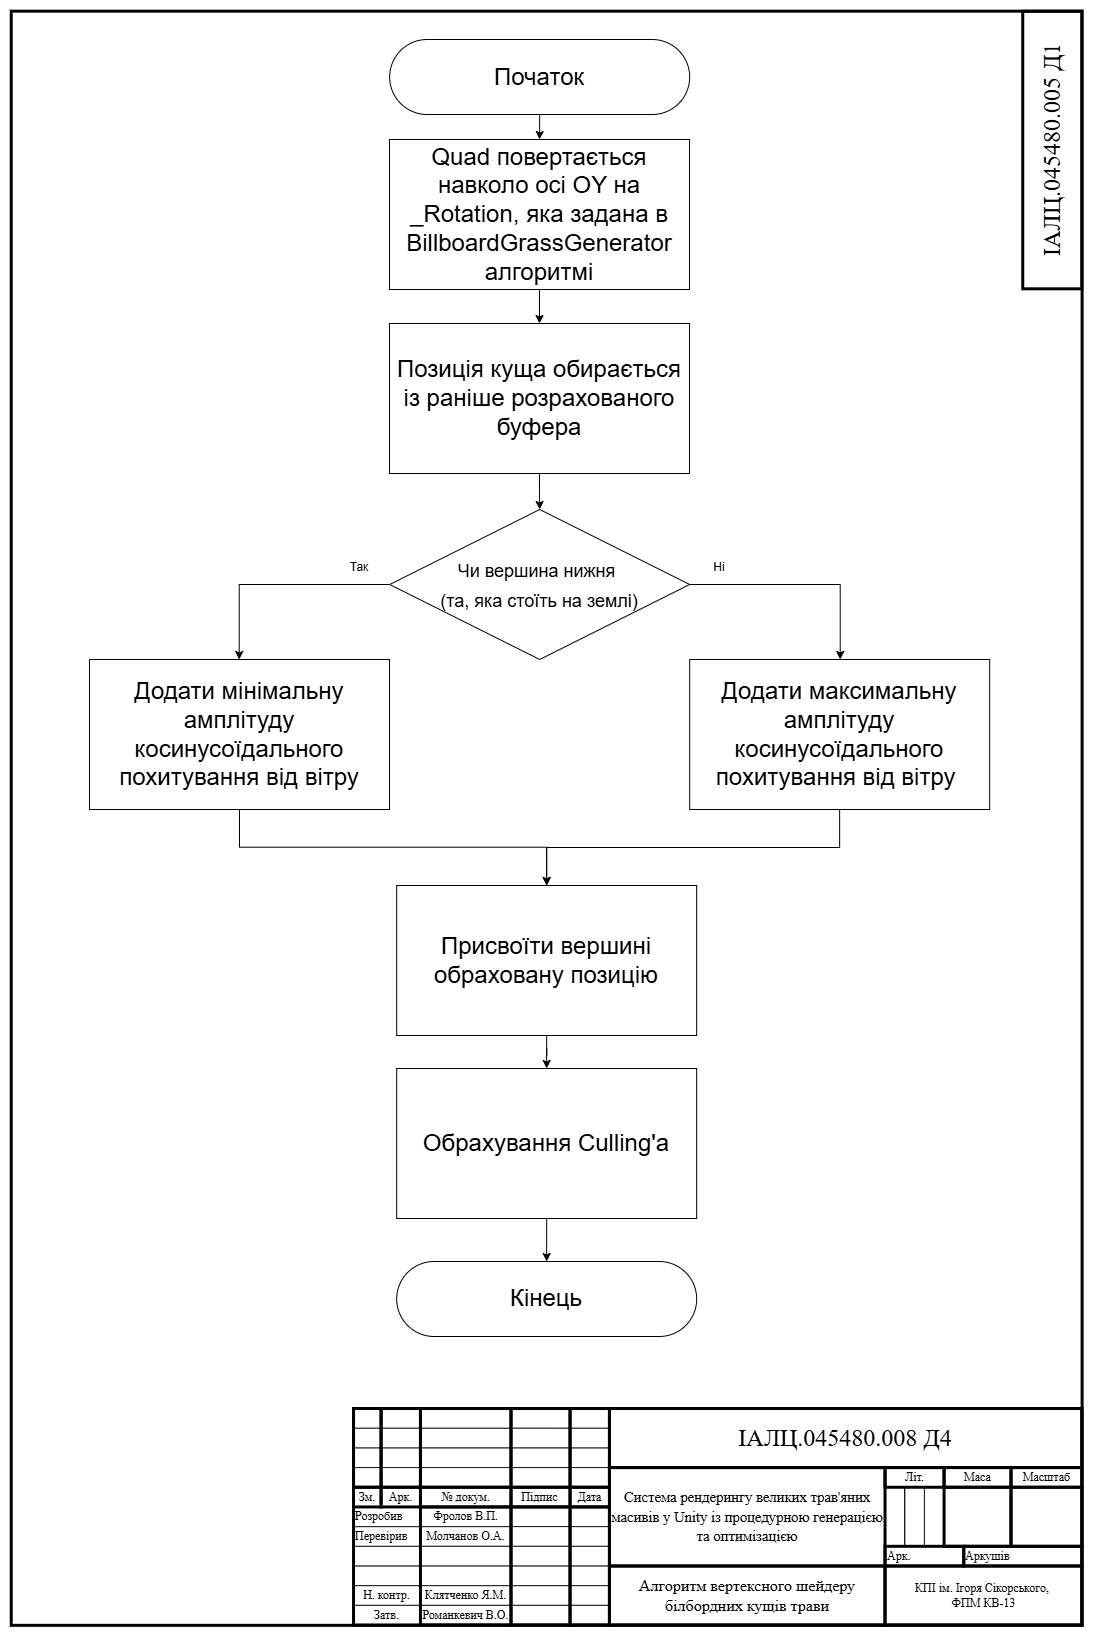 ІАЛЦ.045480.005 Д1
Початок
Quad повертається
навколо осі OY на
_Rotation, яка задана в
BillboardGrassGenerator
алгоритмі
Позиція куща обирається
із раніше розрахованого
буфера
Чи вершина нижня
(та, яка стоїть на землі)
Так
Ні
Додати мінімальну
амплітуду
косинусоїдального
похитування від вітру
Додати максимальну
амплітуду
косинусоїдального
похитування від вітру
Присвоїти вершині
обраховану позицію
Обрахування Culling'а
Кінець
ІАЛЦ.045480.008 Д4
Зм.
Арк.
№ докум.
Підпис
Дата
Розробив
Фролов В.П.
Перевірив
Молчанов О.А.
Н. контр.
Клятченко Я.М.
Затв.
Романкевич В.О.
Система рендерингу великих трав'яних
масивів у Unity із процедурною генерацією
та оптимізацією
Літ.
Маса
Масштаб
Арк.
Аркушів
Алгоритм вертексного шейдеру
білбордних кущів трави
КПІ ім. Ігоря Сікорського,
ФПМ КВ-13